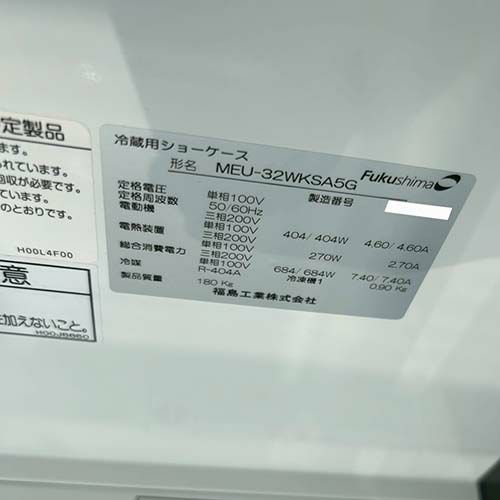 定製品
ます。
れています。
回収が必要です。
ています。
のとおりです。
H00L4F00
意
を加えないこと。
冷蔵用ショーケース
形名 MEU-32WKSA5G Fukushima
定格電圧 単相100V 製造番号
定格周波数 50/60Hz
電動機 三相200V
単相100V 404/404W 4.60/4.60A
電熱装置 三相200V
単相100V 270W 2.70A
総合消費電力 三相200V
単相100V 684/684W 7.40/7.40A
冷媒 R-404A 冷凍機1 0.90 Kg
製品質量 180 Kg
福島工業株式会社